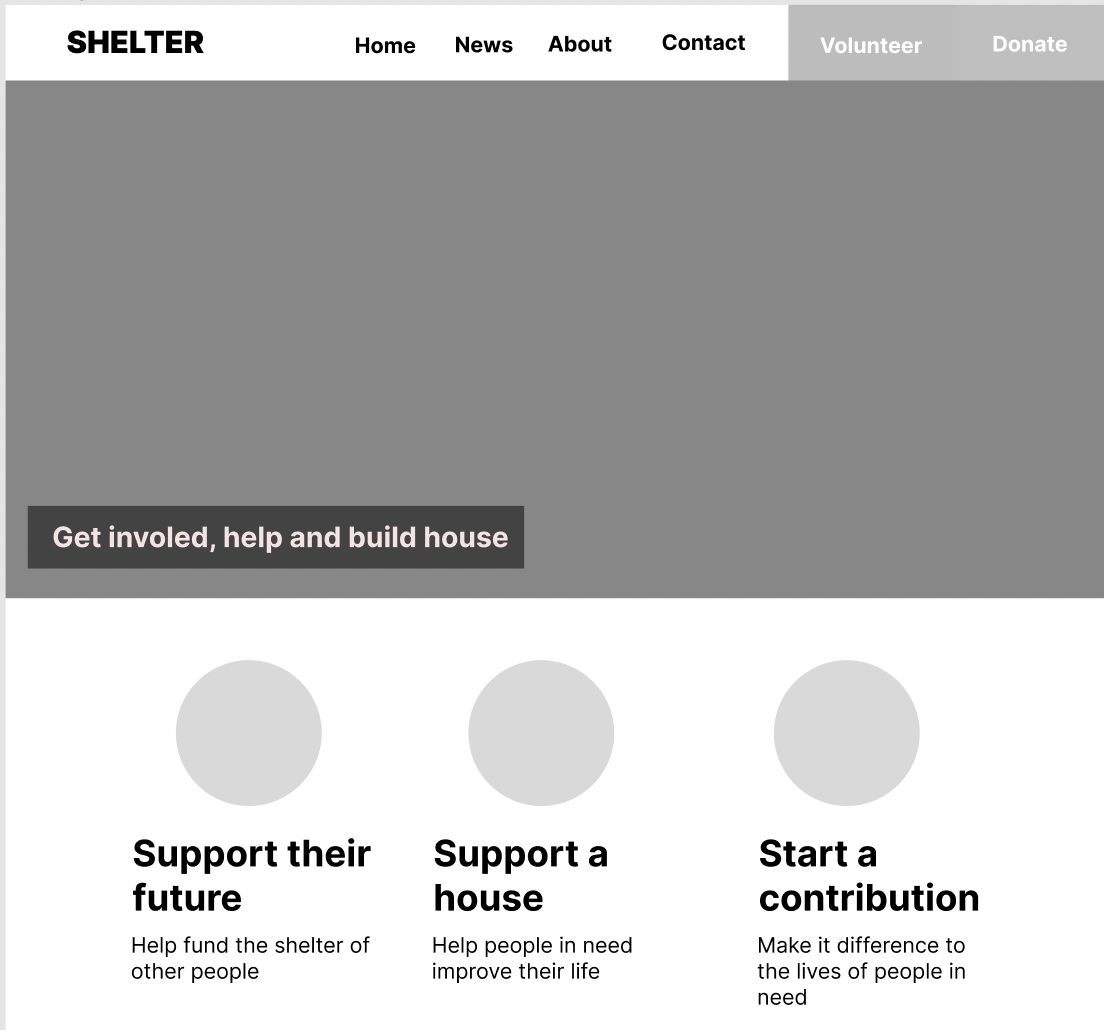 SHELTER
Home News About Contact Volunteer Donate
Get involed, help and build house
Support their
future
Help fund the shelter of
other people
Support a
house
Help people in need
improve their life
Start a
contribution
Make it difference to
the lives of people in
need